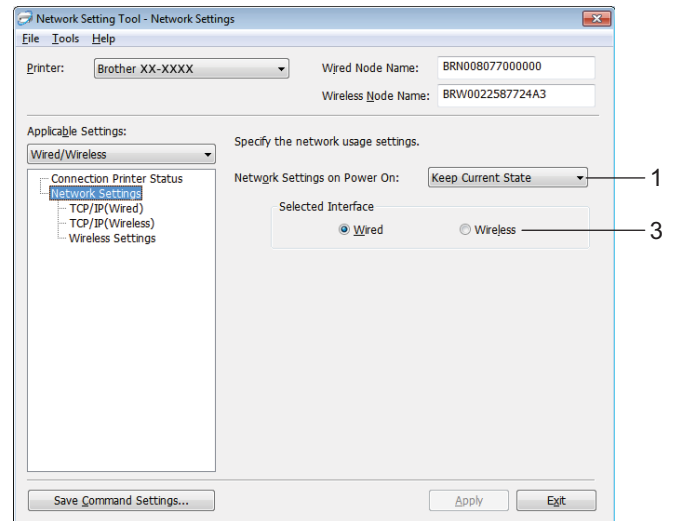 Network Setting Tool - Network Settings
File Tools Help
Printer: Brother XX-XXXX Wired Node Name: BRN008077000000
Wireless Node Name: BRW0022587724A3
Applicable Settings:
Wired/Wireless
Specify the network usage settings.
Connection Printer Status
Network Settings
TCP/IP(Wired)
TCP/IP(Wireless)
Wireless Settings
Network Settings on Power On: Keep Current State 1
Selected Interface
Wired Wireless 3
Save Command Settings... Apply Exit